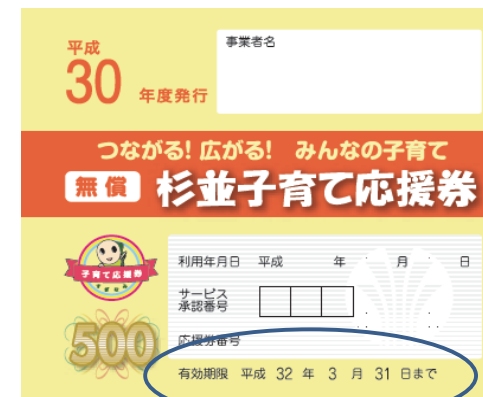 平成
30 年度発行
事業者名
つながる! 広がる! みんなの子育て
無償 杉並子育て応援券
子育て応援券
すぎなみ
利用年月日 平成 年 月 日
サービス
承認番号
500
応援券番号
有効期限 平成 32 年 3 月 31 日まで